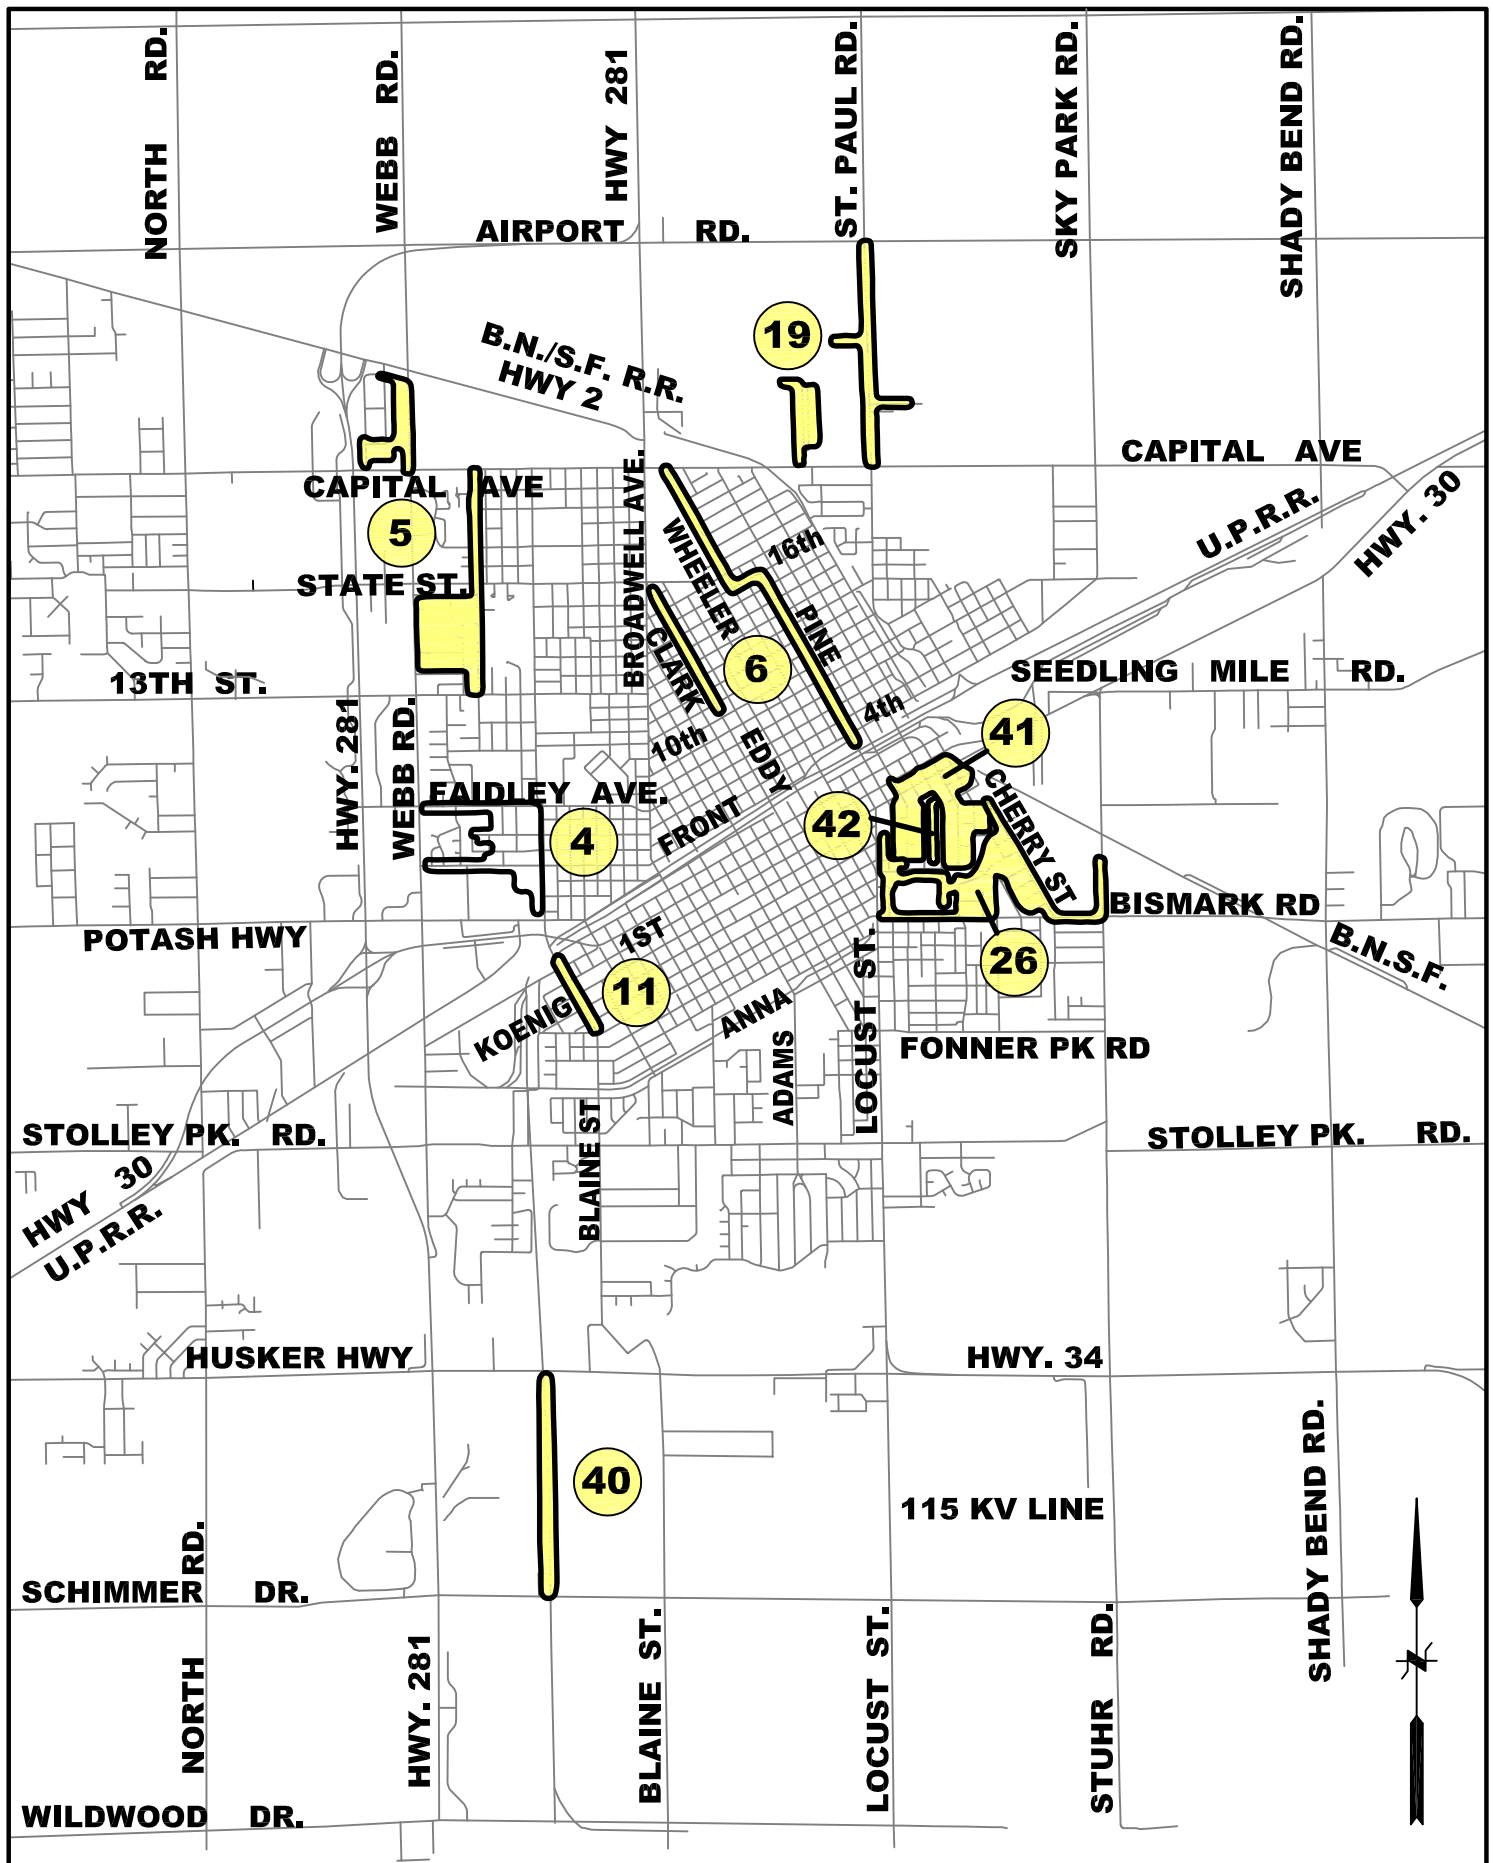 NORTH RD.
WEBB RD.
HWY 281
ST. PAUL RD.
SKY PARK RD.
SHADY BEND RD.
AIRPORT RD.
19
B.N./S.F. R.R.
HWY 2
CAPITAL AVE
CAPITAL AVE
U.P.R.R.
HWY. 30
5
STATE ST.
BROADWELL AVE.
WHEELER
16th
CLARK
6
PINE
13TH ST.
SEEDLING MILE RD.
4th
10th
EDDY
41
HWY. 281
WEBB RD.
FAIDLEY AVE.
FRONT
CHERRY ST
42
4
BISMARK RD
POTASH HWY
1ST
B.N.S.F.
26
11
KOENIG
ANNA
ADAMS
LOCUST ST.
FONNER PK RD
STOLLEY PK. RD.
STOLLEY PK. RD.
BLAINE ST
HWY 30
U.P.R.R.
HUSKER HWY
HWY. 34
40
115 KV LINE
SHADY BEND RD.
SCHIMMER DR.
NORTH RD.
HWY. 281
BLAINE ST.
LOCUST ST.
STUHR RD.
Z
WILDWOOD DR.